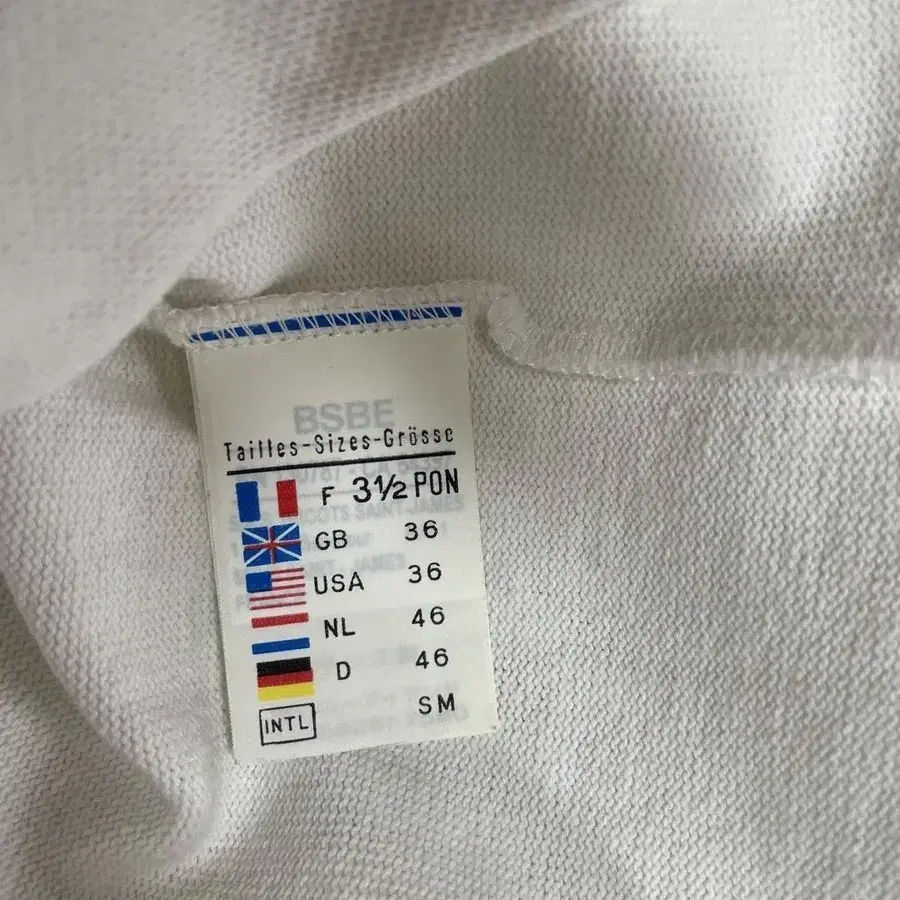 BSBE
Tailles-Sizes-Grösse
F 3½ PON
GB 36
USA 36
NL 46
D 46
INTL SM